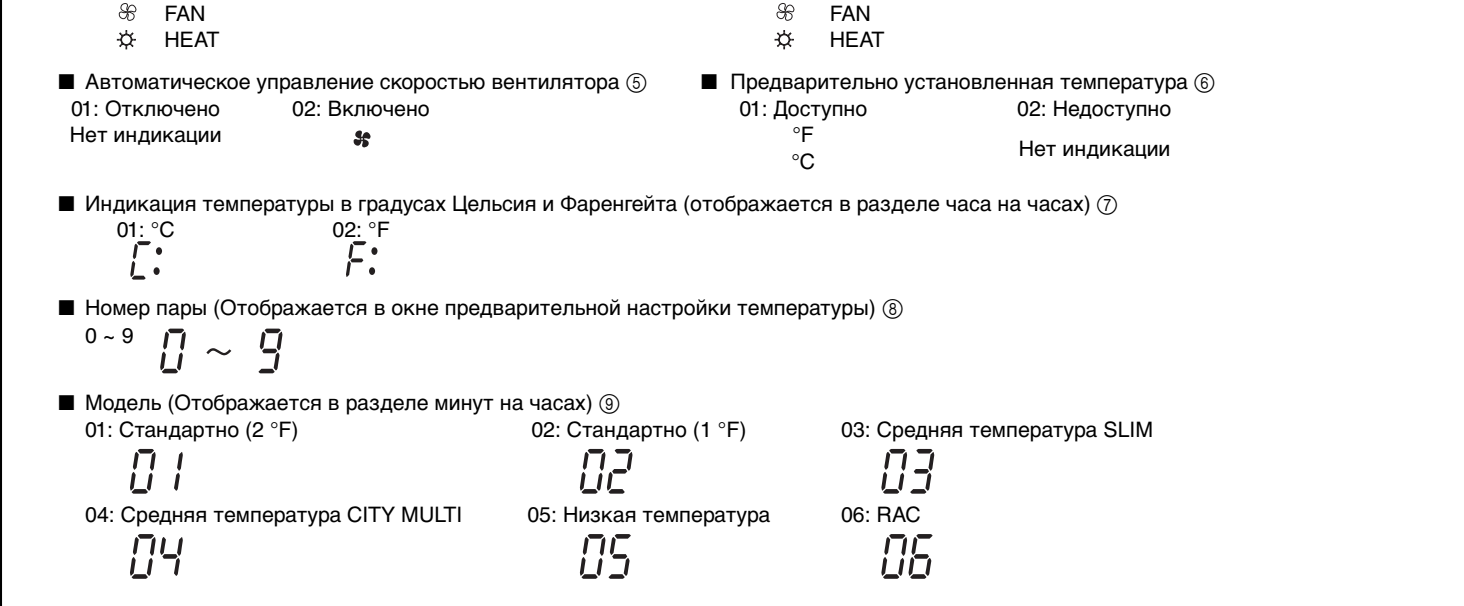 FAN FAN
HEAT HEAT
■ Автоматическое управление скоростью вентилятора ⑤ ■ Предварительно установленная температура ⑥
01: Отключено 02: Включено 01: Доступно 02: Недоступно
Нет индикации °F Нет индикации
°C
■ Индикация температуры в градусах Цельсия и Фаренгейта (отображается в разделе часа на часах) ⑦
01: °C 02: °F
C: F:
■ Номер пары (Отображается в окне предварительной настройки температуры) ⑧
0 ~ 9 0 ~ 9
■ Модель (Отображается в разделе минут на часах) ⑨
01: Стандартно (2 °F) 02: Стандартно (1 °F) 03: Средняя температура SLIM
01 02 03
04: Средняя температура CITY MULTI 05: Низкая температура 06: RAC
04 05 06